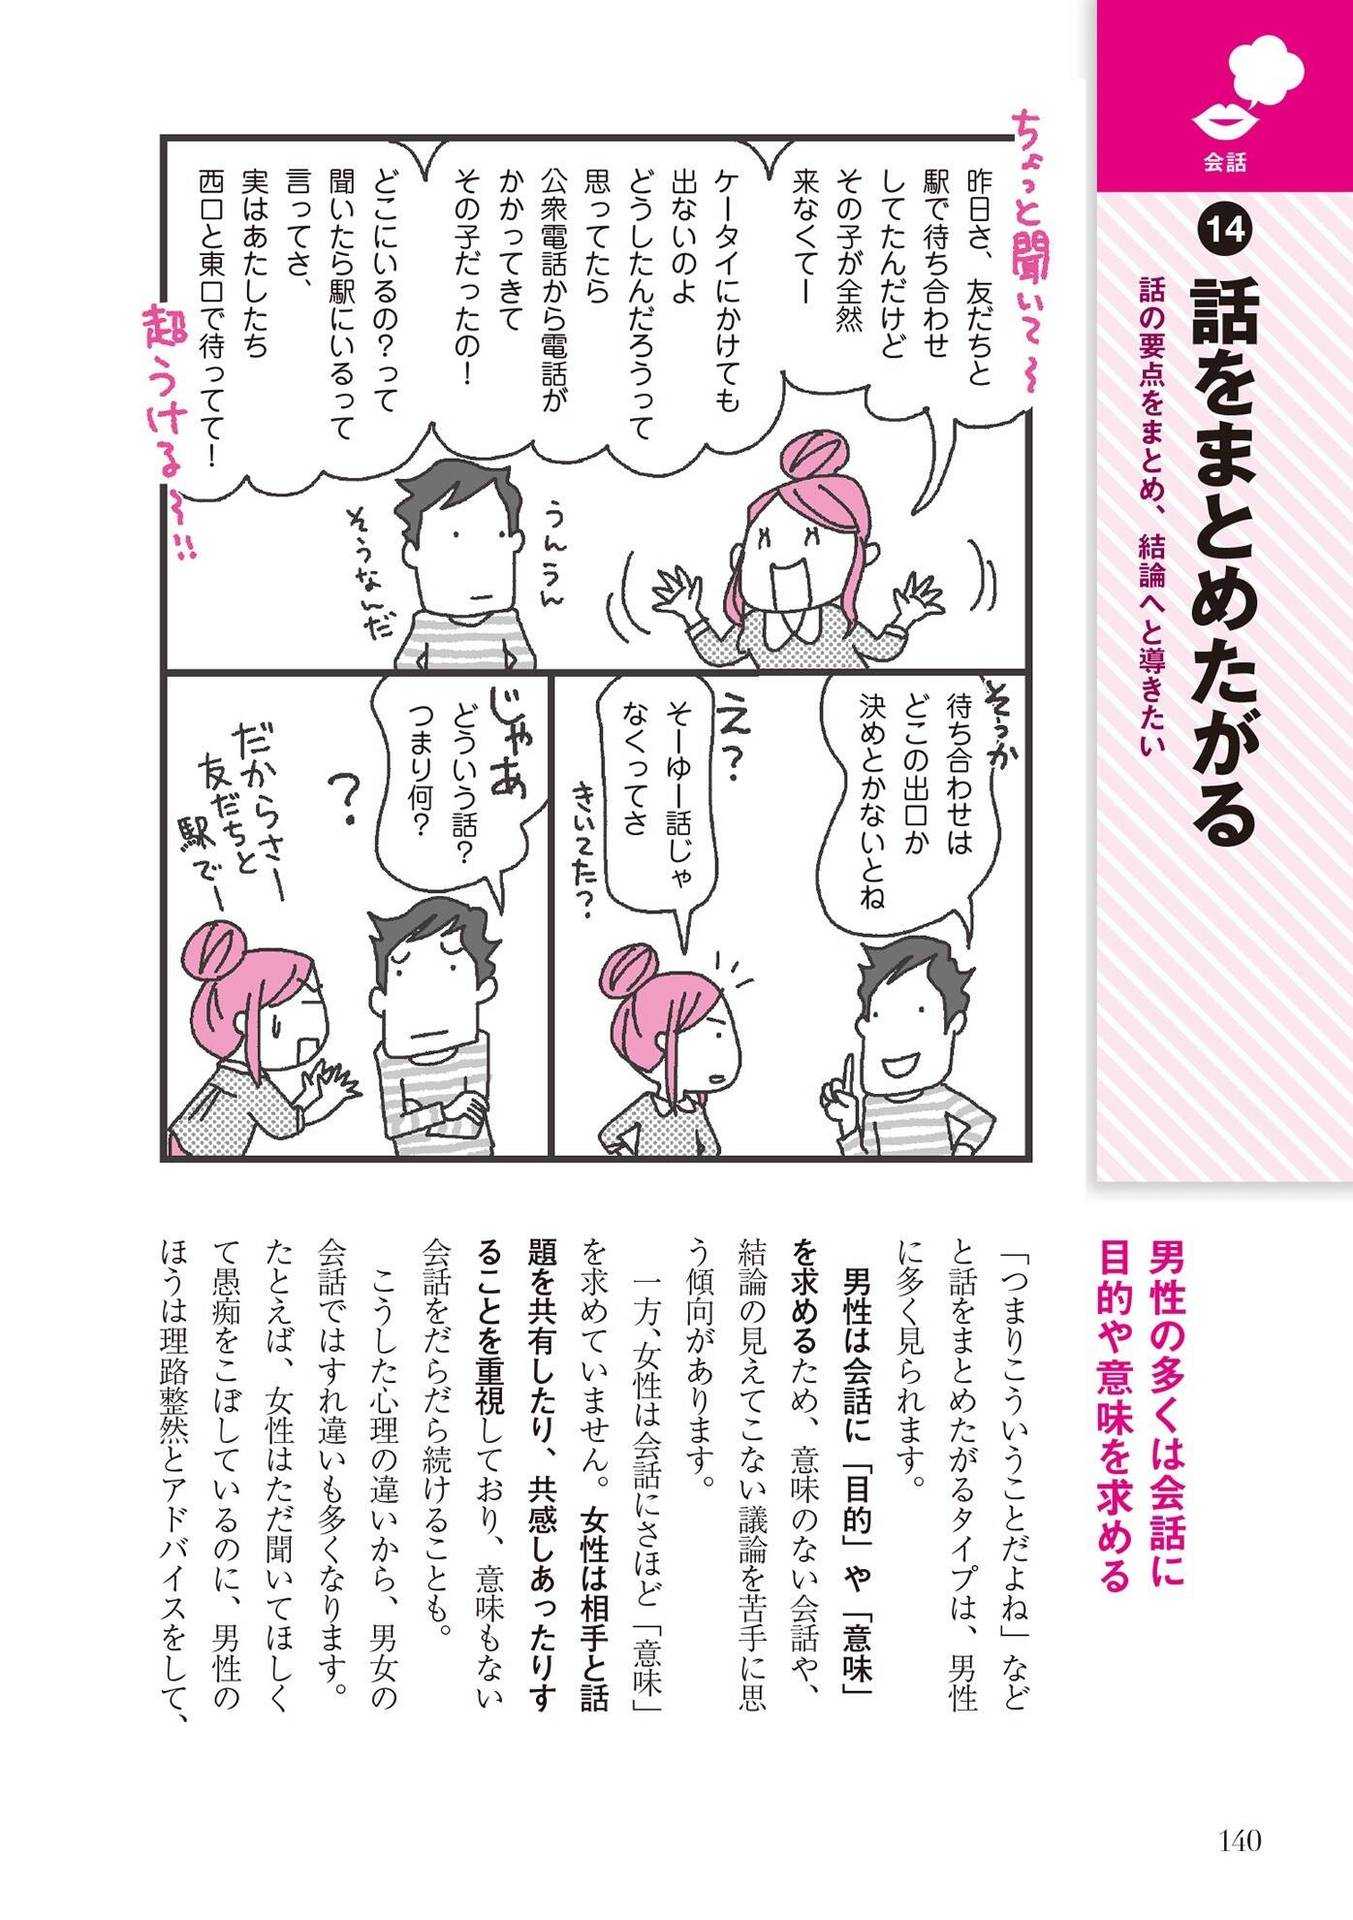 会話
14
話をまとめたがる
話の要点をまとめ、結論へと導きたい
ちょっと聞いて〜
昨日さ、友だちと
駅で待ち合わせ
してたんだけど
その子が全然
来なくてー
ケータイにかけても
出ないのよ
どうしたんだろうって
思ってたら
公衆電話から電話が
かかってきて
その子だったの！
どこにいるの？って
聞いたら駅にいるって
言ってさ、
実はあたしたち
西口と東口で待ってて！
超うける〜!!
うんうん
そうなんだ
そっか
待ち合わせは
どこの出口か
決めとかないとね
え？
そーゆー話じゃ
なくってさ
きいてた？
じゃあ
どういう話？
つまり何？
？
だからさー
友だちと
駅でー
男性の多くは会話に
目的や意味を求める
「つまりこういうことだよね」など
と話をまとめたがるタイプは、男性
に多く見られます。
男性は会話に「目的」や「意味」
を求めるため、意味のない会話や、
結論の見えてこない議論を苦手に思
う傾向があります。
一方、女性は会話にさほど「意味」
を求めていません。女性は相手と話
題を共有したり、共感しあったりす
ることを重視しており、意味もない
会話をだらだら続けることも。
こうした心理の違いから、男女の
会話ではすれ違いも多くなります。
たとえば、女性はただ聞いてほしく
て愚痴をこぼしているのに、男性の
ほうは理路整然とアドバイスをして、
140